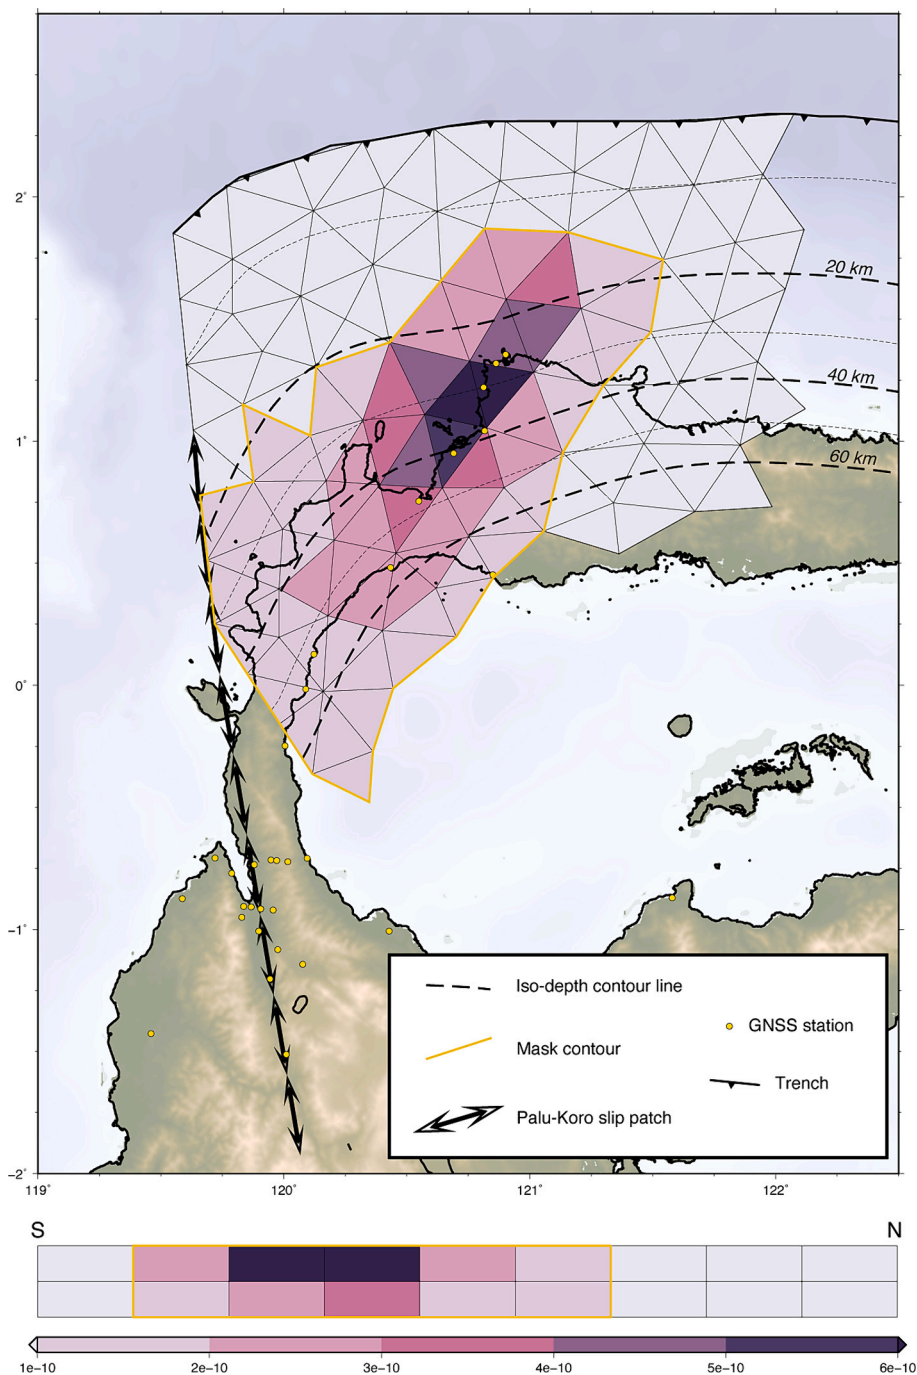 2°
20 km
40 km
1°
60 km
0°
-1°
Iso-depth contour line
GNSS station
Mask contour
Trench
Palu-Koro slip patch
-2°
119°
120°
121°
122°
S
N
1e-10
2e-10
3e-10
4e-10
5e-10
6e-10